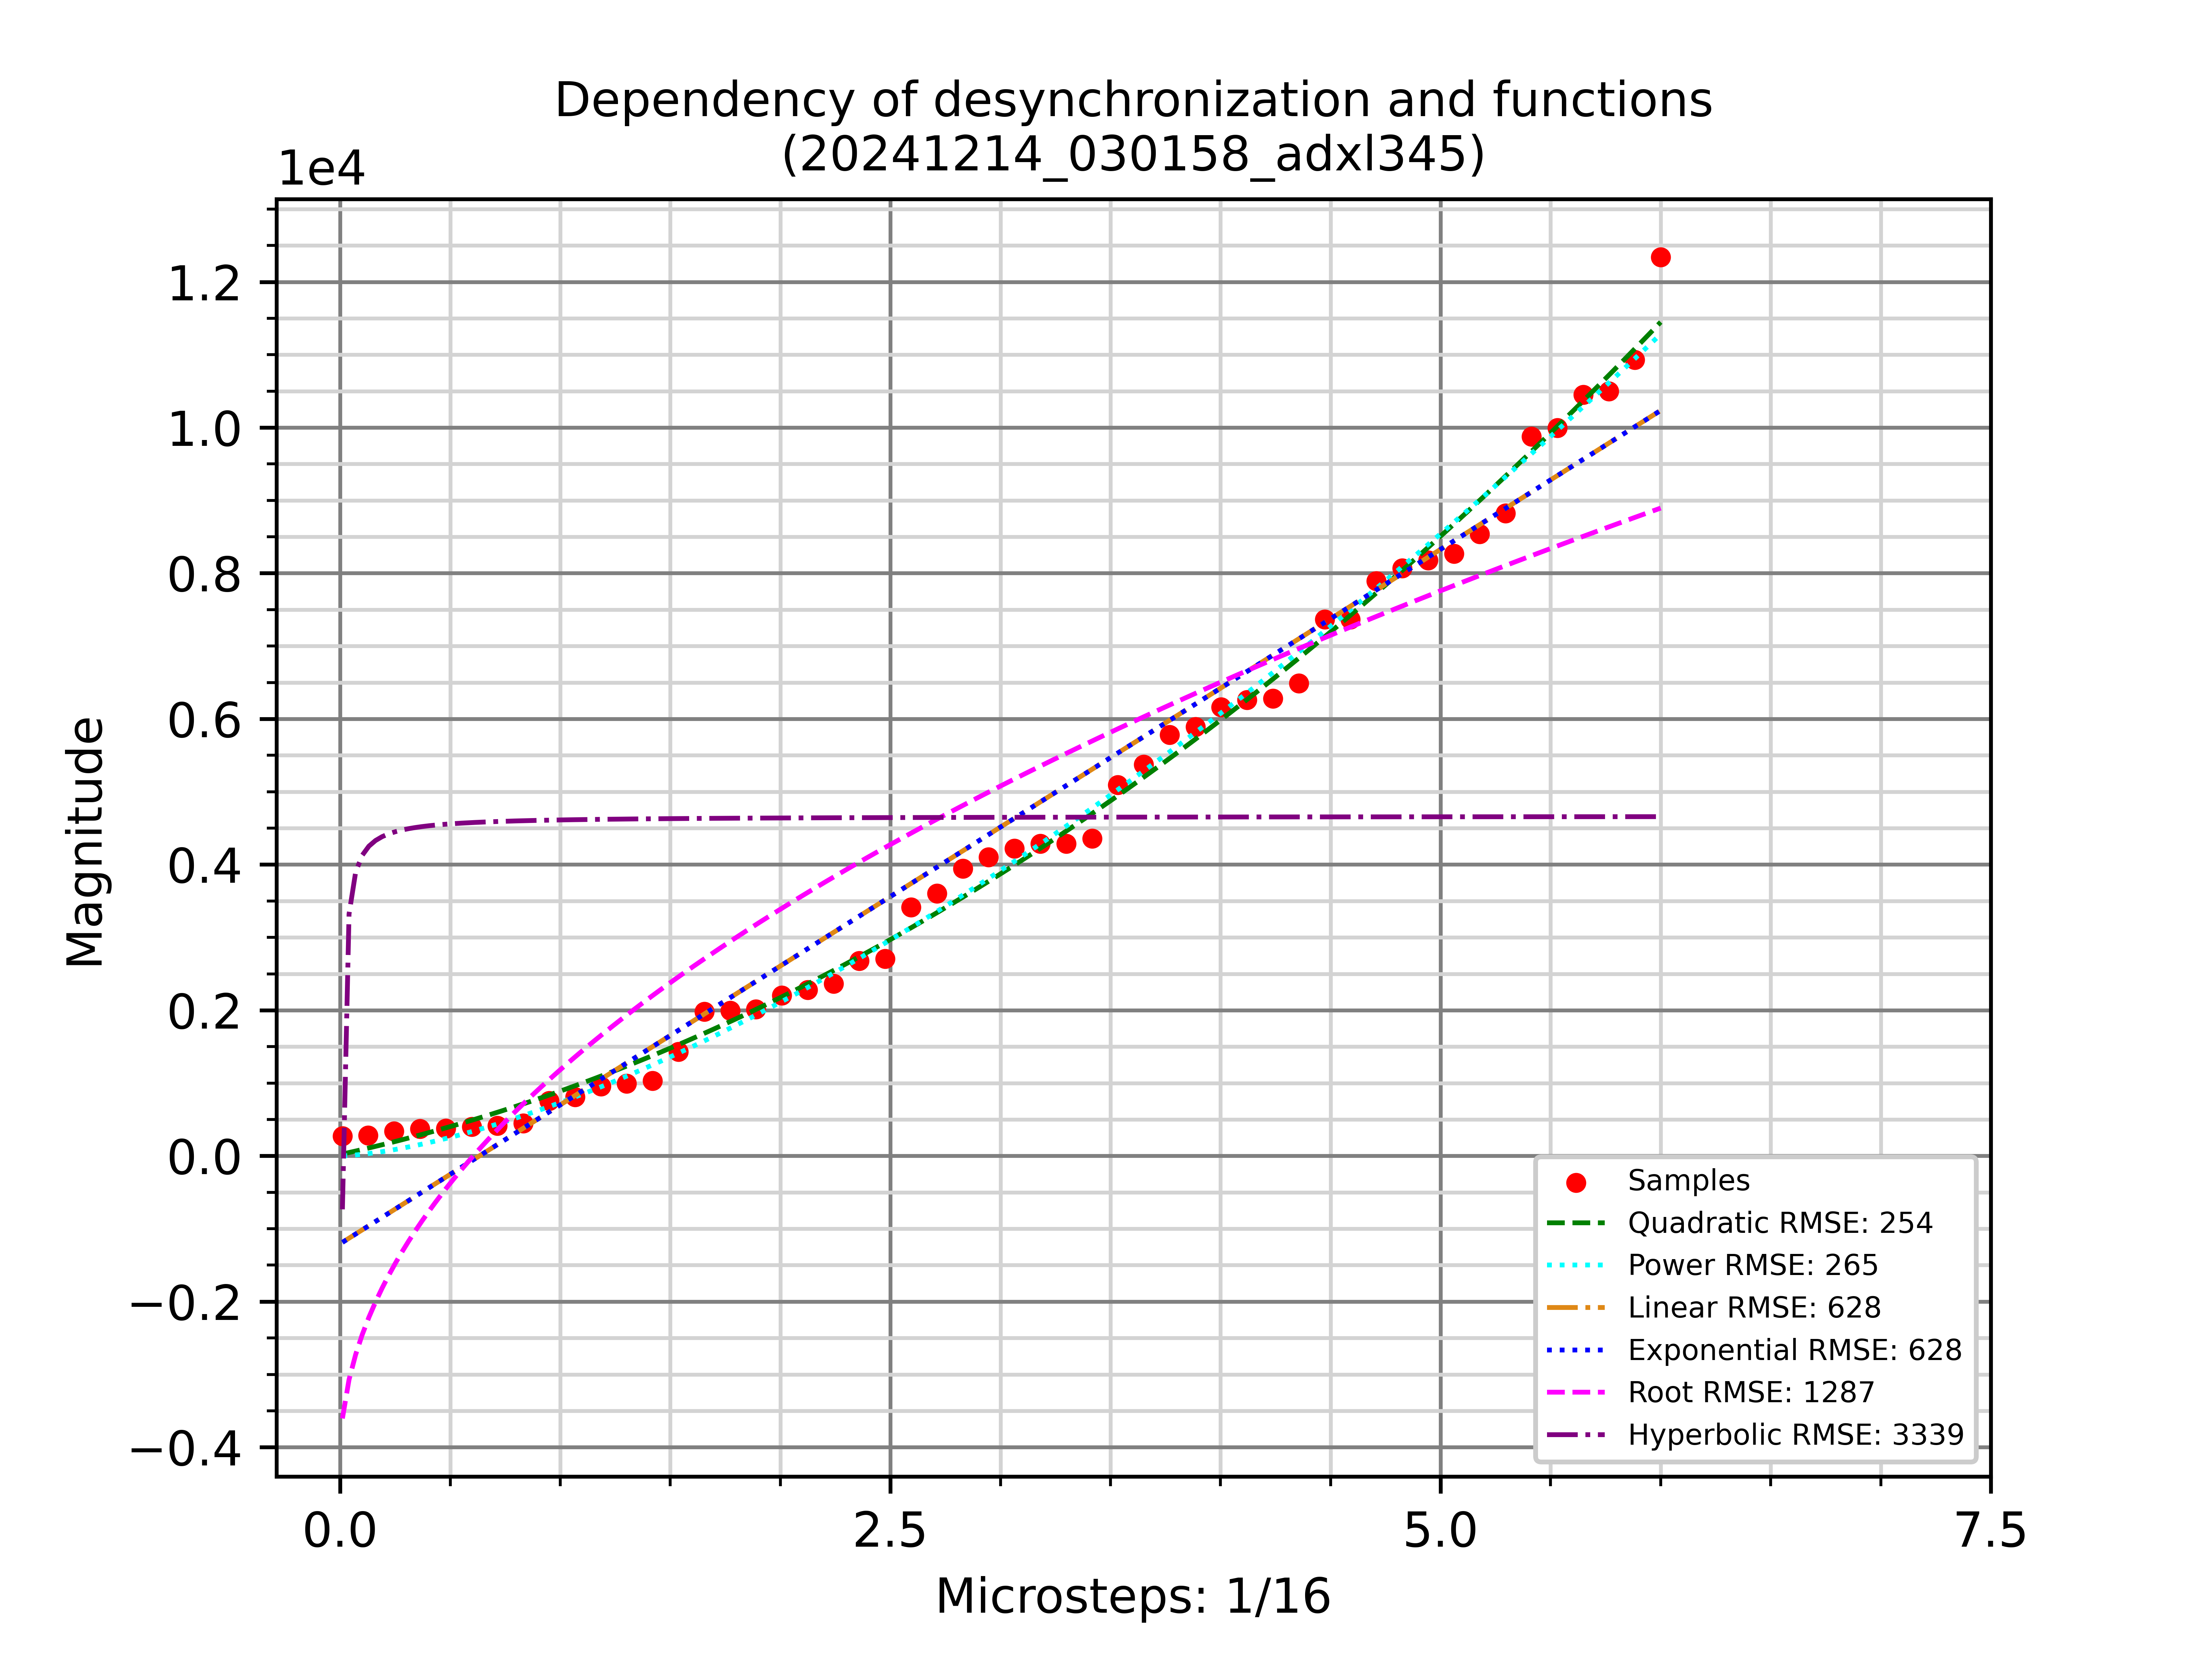 Dependency of desynchronization and functions
(20241214_030158_adxl345)
1e4
1.2
1.0
0.8
0.6
0.4
0.2
0.0
−0.2
−0.4
Magnitude
Samples
Quadratic RMSE: 254
Power RMSE: 265
Linear RMSE: 628
Exponential RMSE: 628
Root RMSE: 1287
Hyperbolic RMSE: 3339
0.0 2.5 5.0 7.5
Microsteps: 1/16